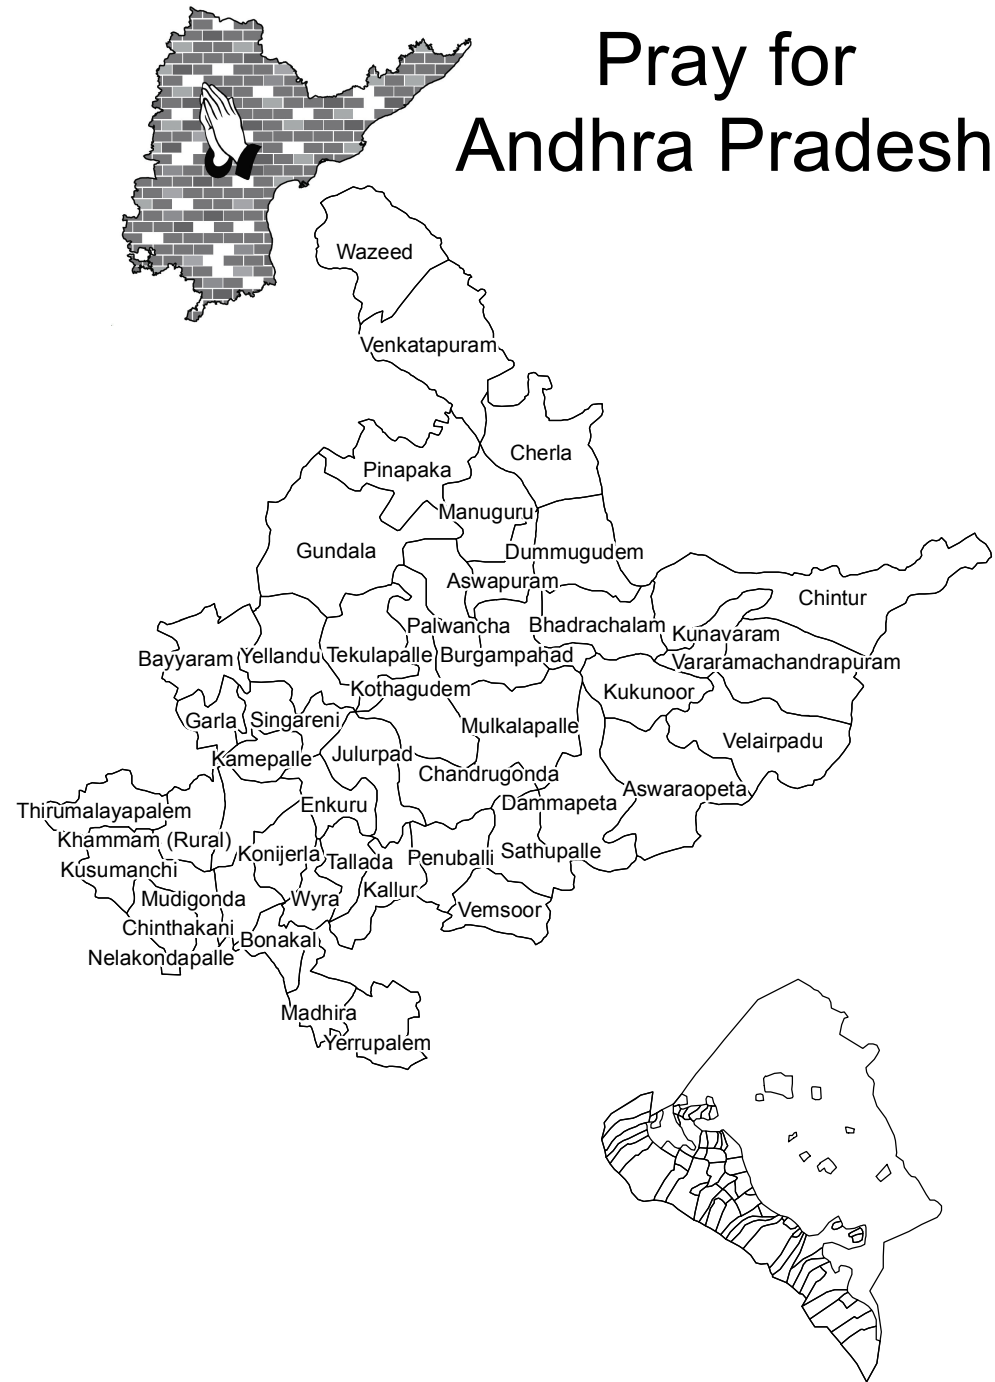 Pray for
Andhra Pradesh
Wazeed
Venkatapuram
Cherla
Pinapaka
Manuguru
Gundala
Dummugudem
Aswapuram
Chintur
Palwancha
Bhadrachalam
Kunavaram
Bayyaram
Yellandu
Tekulapalle
Burgampahad
Vararamachandrapuram
Kothagudem
Kukunoor
Garla
Singareni
Mulkalapalle
Velairpadu
Kamepalle
Julurpad
Chandrugonda
Aswaraopeta
Thirumalayapalem
Enkuru
Dammapeta
Khammam (Rural)
Konijerla
Tallada
Penuballi
Sathupalle
Kusumanchi
Mudigonda
Wyra
Kallur
Vemsoor
Chinthakani
Bonakal
Nelakondapalle
Madhira
Yerrupalem